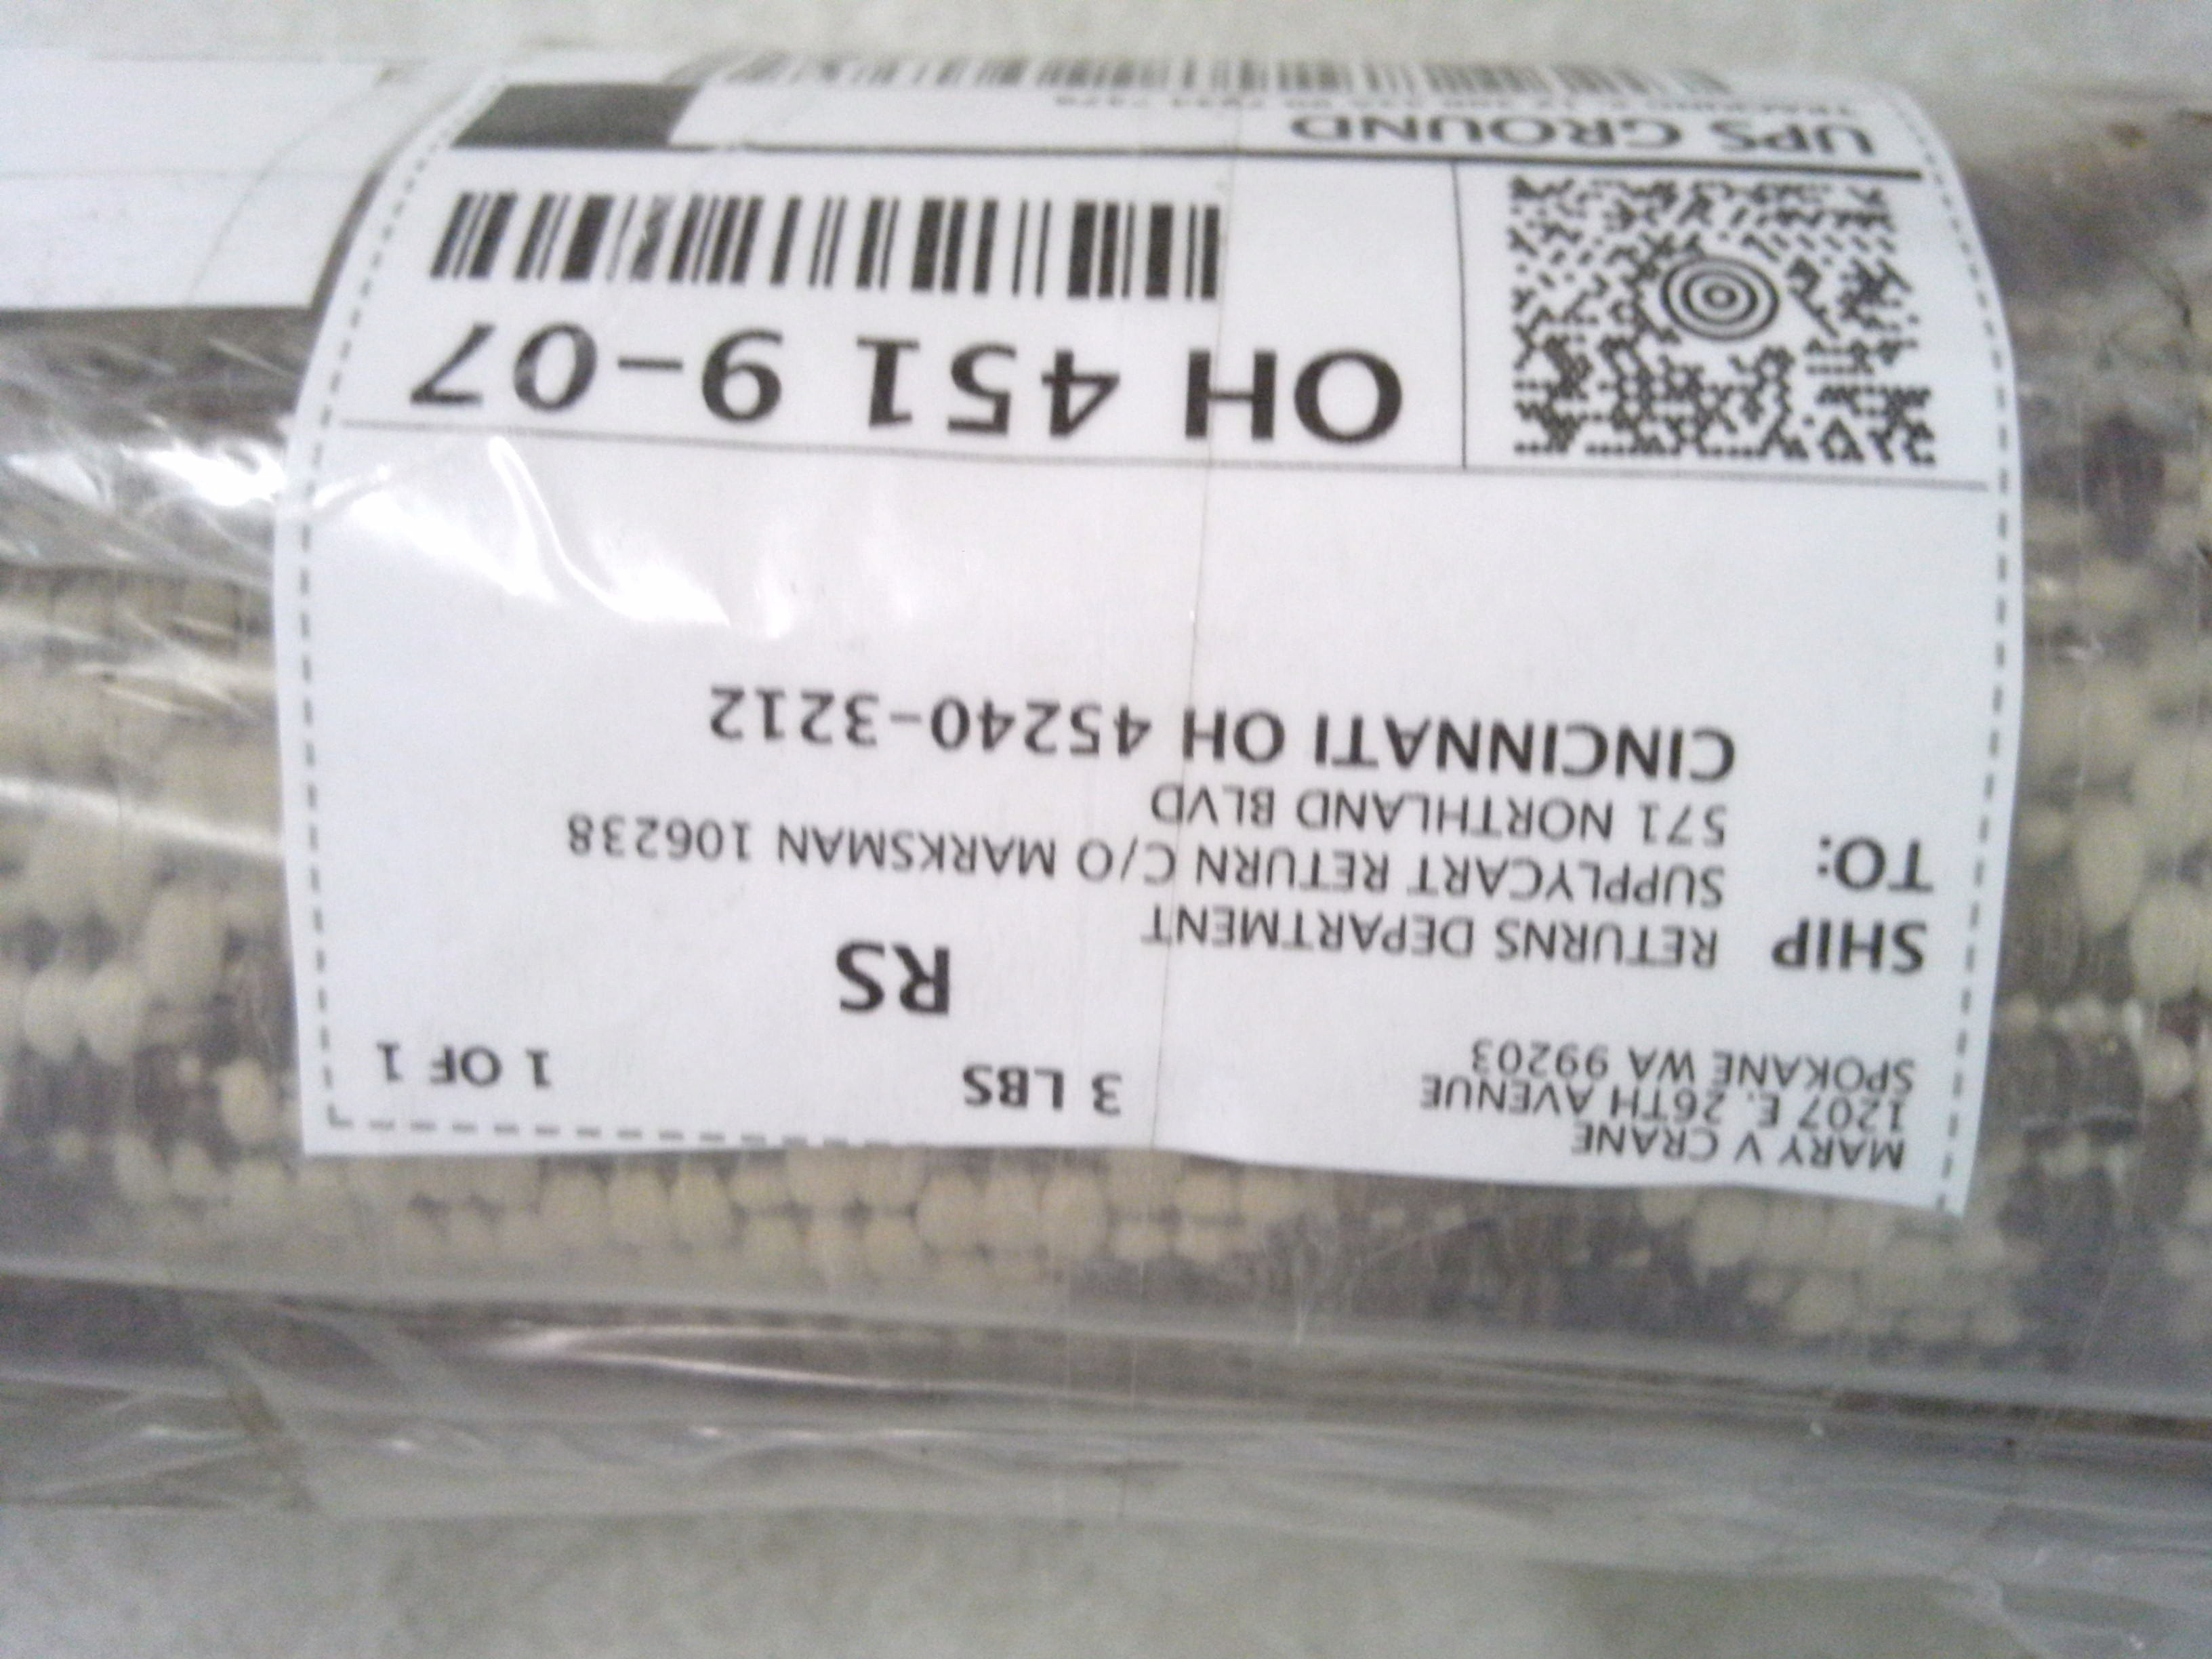 MARY V CRANE
1207 E. 26TH AVENUE
SPOKANE WA 99203
3 LBS
1 OF 1
RS
SHIP TO:
RETURNS DEPARTMENT
SUPPLYCART RETURN C/O MARKSMAN 106238
571 NORTHLAND BLVD
CINCINNATI OH 45240-3212
OH 451 9-07
UPS GROUND